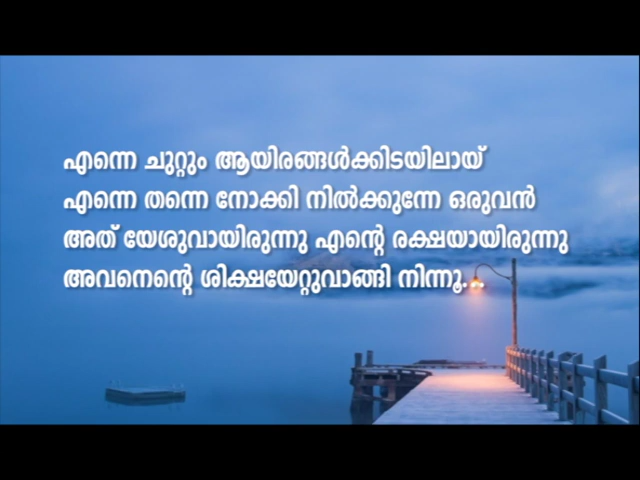 എന്നെ ചുറ്റും ആയിരങ്ങൾക്കിടയിലായ്
എന്നെ തന്നെ നോക്കി നിൽക്കുന്നേ ഒരുവൻ
അത് യേശുവായിരുന്നു എന്റെ രക്ഷയായിരുന്നു
അവനെന്റെ ശിക്ഷയേറ്റുവാങ്ങി നിന്നൂ...